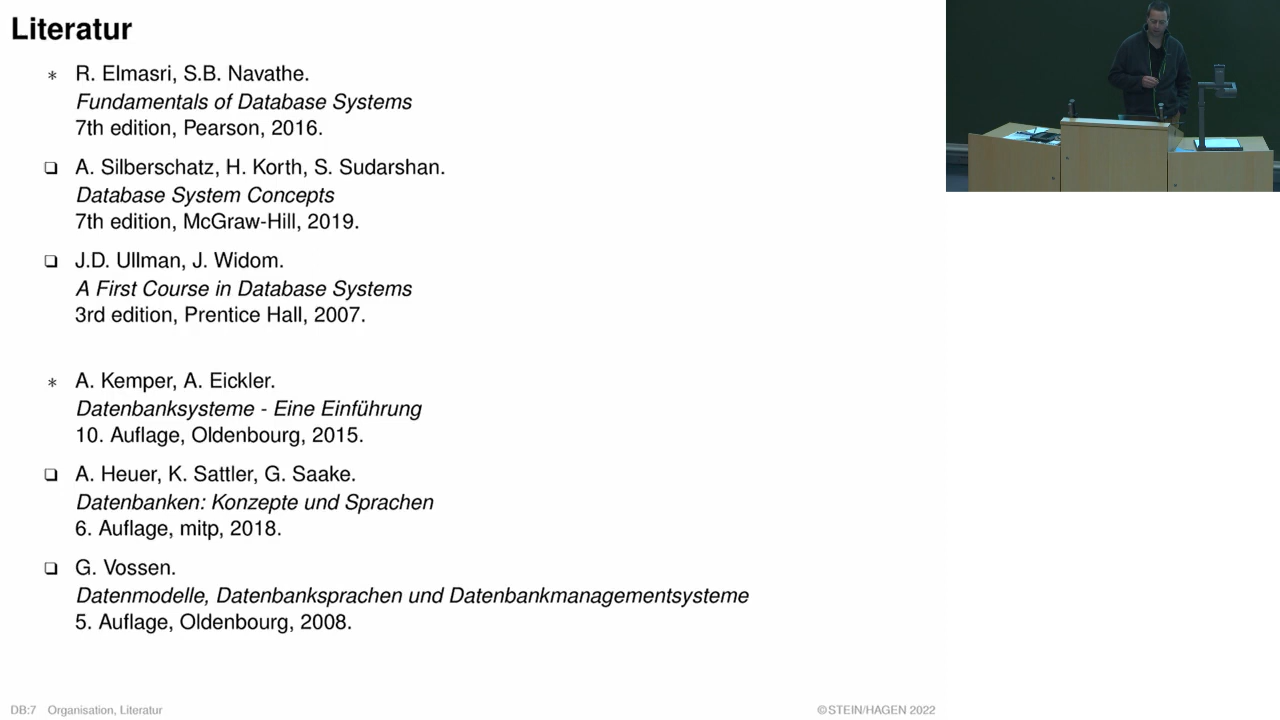 Literatur
* R. Elmasri, S.B. Navathe.
Fundamentals of Database Systems
7th edition, Pearson, 2016.
❑ A. Silberschatz, H. Korth, S. Sudarshan.
Database System Concepts
7th edition, McGraw-Hill, 2019.
❑ J.D. Ullman, J. Widom.
A First Course in Database Systems
3rd edition, Prentice Hall, 2007.
* A. Kemper, A. Eickler.
Datenbanksysteme - Eine Einführung
10. Auflage, Oldenbourg, 2015.
❑ A. Heuer, K. Sattler, G. Saake.
Datenbanken: Konzepte und Sprachen
6. Auflage, mitp, 2018.
❑ G. Vossen.
Datenmodelle, Datenbanksprachen und Datenbankmanagementsysteme
5. Auflage, Oldenbourg, 2008.
DB:7 Organisation, Literatur
©STEIN/HAGEN 2022